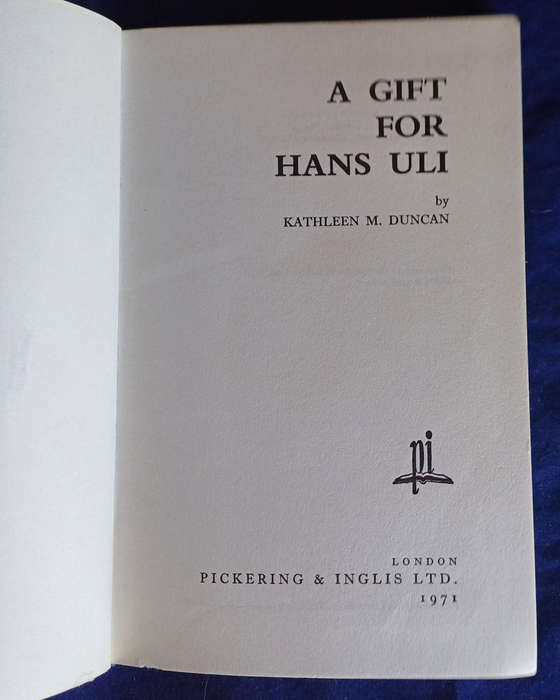 A GIFT
FOR
HANS ULI
by
KATHLEEN M. DUNCAN
pi
LONDON
PICKERING & INGLIS LTD.
1971